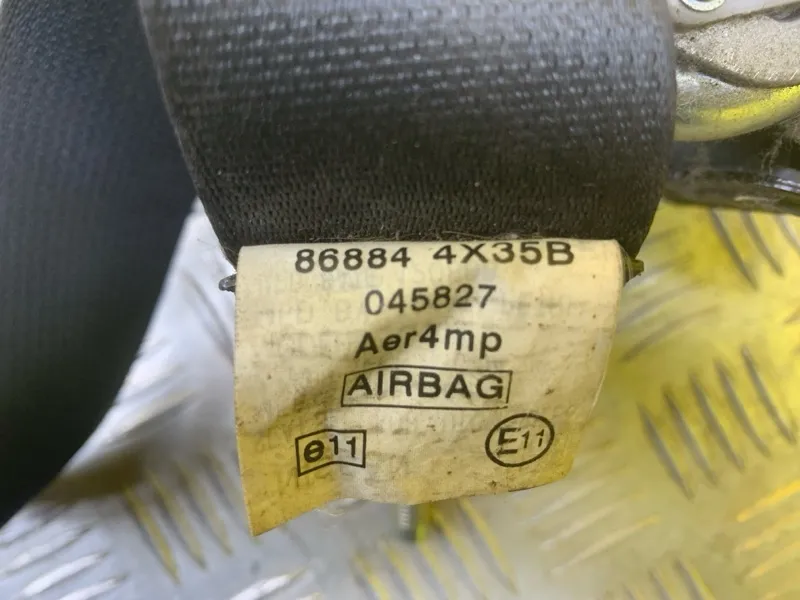 86884 4X35B
045827
Aer4mp
AIRBAG
e11 E11